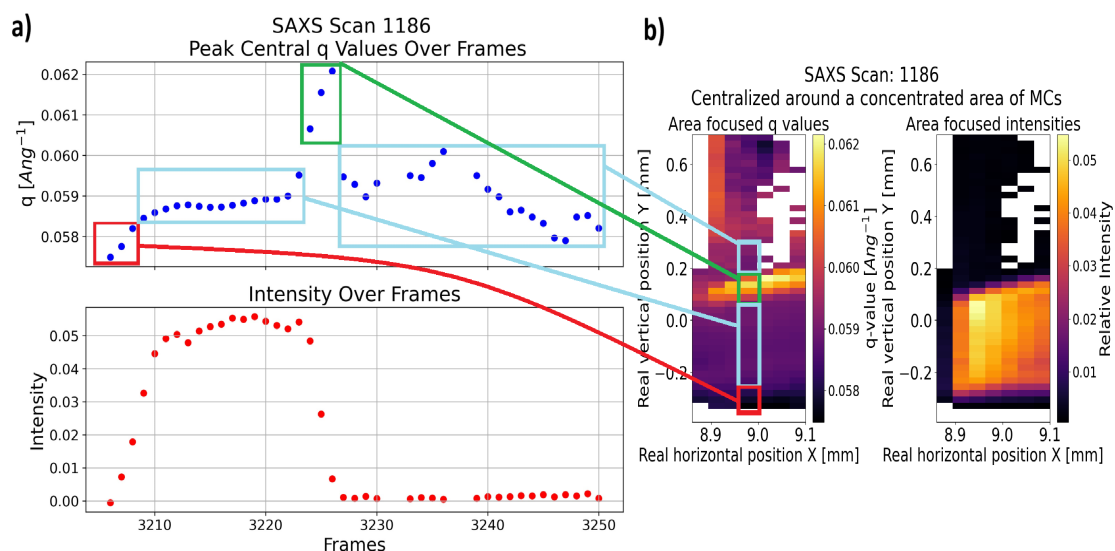 a)
SAXS Scan 1186
Peak Central q Values Over Frames
0.062
0.061
0.060
0.059
0.058
q [Ang⁻¹]
Intensity Over Frames
0.05
0.04
0.03
0.02
0.01
0.00
Intensity
3210 3220 3230 3240 3250
Frames
b)
SAXS Scan: 1186
Centralized around a concentrated area of MCs
Area focused q values
0.6
0.4
0.2
0.0
−0.2
Real vertical position Y [mm]
8.9 9.0 9.1
Real horizontal position X [mm]
0.062
0.061
0.060
0.059
0.058
q-value [Ang⁻¹]
Area focused intensities
0.6
0.4
0.2
0.0
−0.2
Real vertical position Y [mm]
8.9 9.0 9.1
Real horizontal position X [mm]
0.05
0.04
0.03
0.02
0.01
Relative Intensity